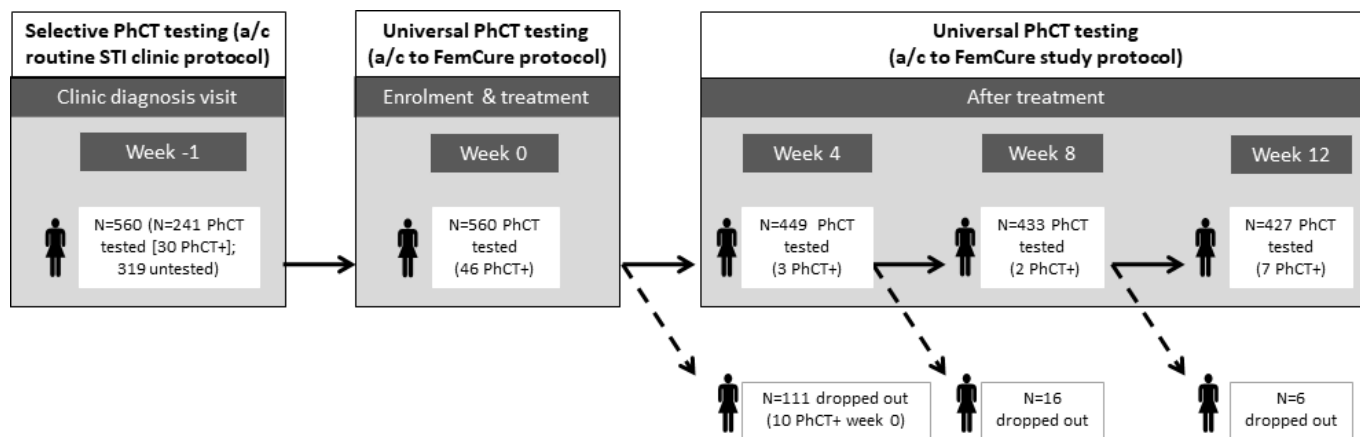 Selective PhCT testing (a/c
routine STI clinic protocol)
Clinic diagnosis visit
Week -1
N=560 (N=241 PhCT
tested [30 PhCT+];
319 untested)
Universal PhCT testing
(a/c to FemCure protocol)
Enrolment & treatment
Week 0
N=560 PhCT
tested
(46 PhCT+)
Universal PhCT testing
(a/c to FemCure study protocol)
After treatment
Week 4
N=449 PhCT
tested
(3 PhCT+)
Week 8
N=433 PhCT
tested
(2 PhCT+)
Week 12
N=427 PhCT
tested
(7 PhCT+)
N=111 dropped out
(10 PhCT+ week 0)
N=16
dropped out
N=6
dropped out